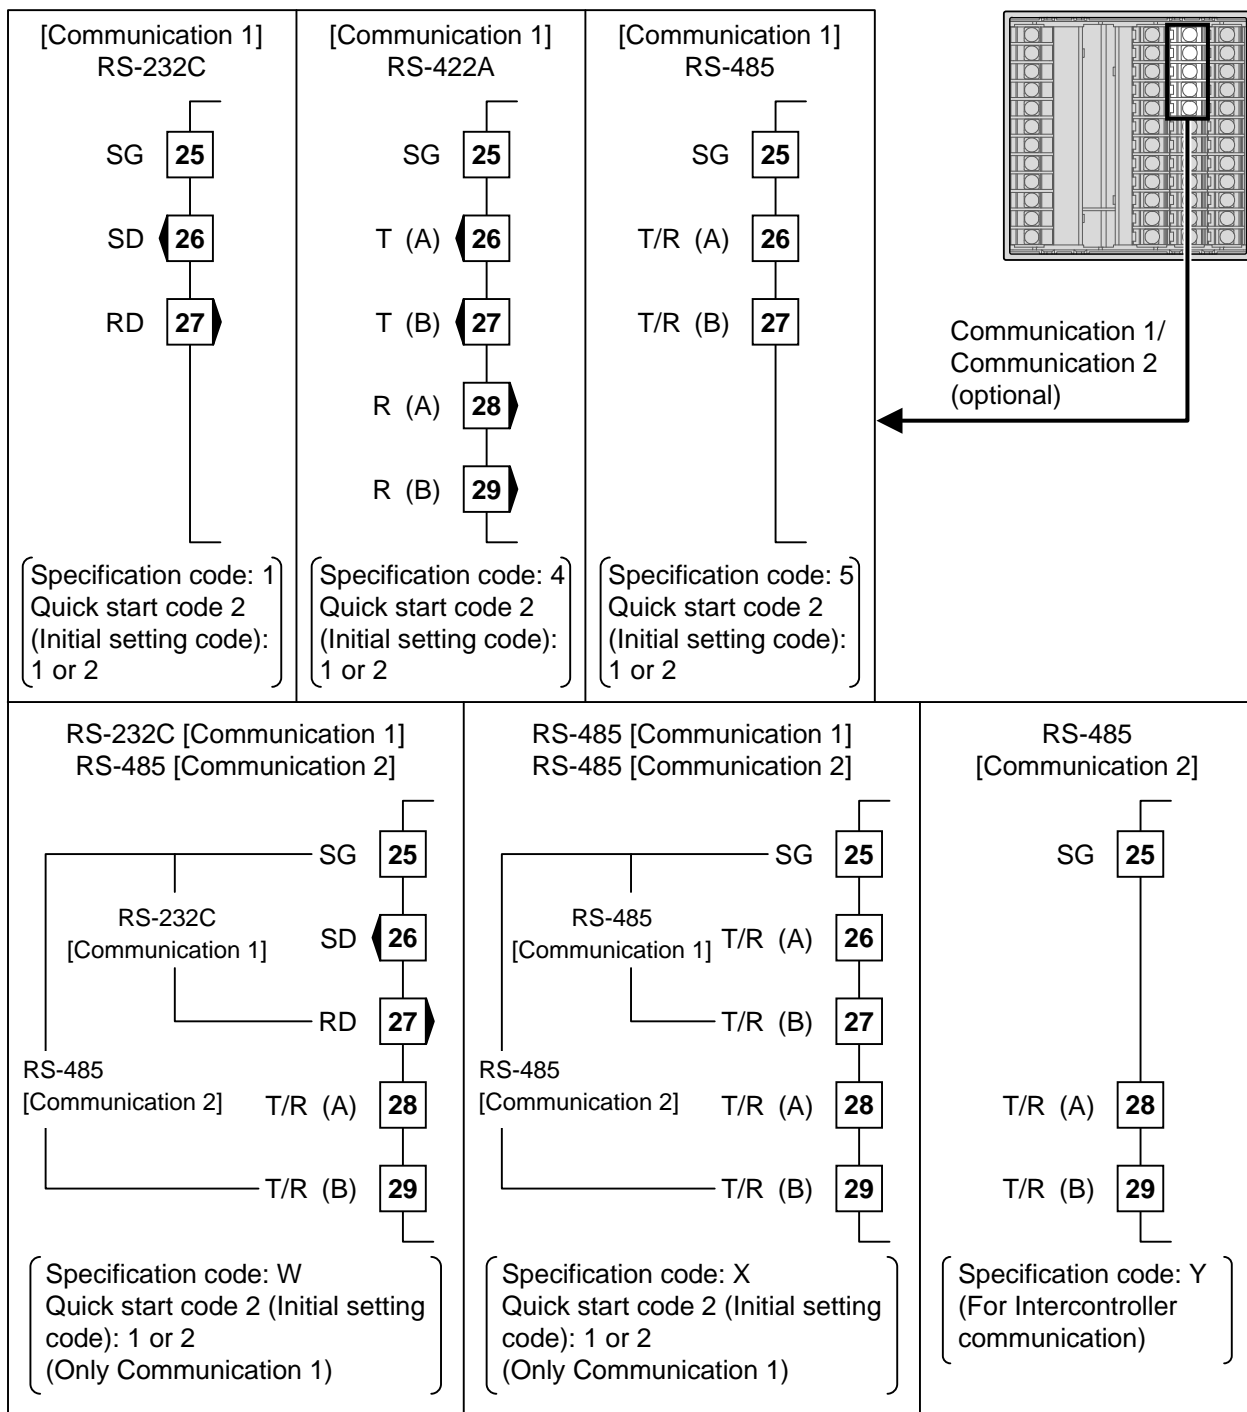 [Communication 1]
RS-232C
SG 25
SD 26
RD 27
Specification code: 1
Quick start code 2
(Initial setting code):
1 or 2
[Communication 1]
RS-422A
SG 25
T (A) 26
T (B) 27
R (A) 28
R (B) 29
Specification code: 4
Quick start code 2
(Initial setting code):
1 or 2
[Communication 1]
RS-485
SG 25
T/R (A) 26
T/R (B) 27
Specification code: 5
Quick start code 2
(Initial setting code):
1 or 2
Communication 1/
Communication 2
(optional)
RS-232C [Communication 1]
RS-485 [Communication 2]
SG 25
RS-232C
[Communication 1]
SD 26
RD 27
RS-485
[Communication 2]
T/R (A) 28
T/R (B) 29
Specification code: W
Quick start code 2 (Initial setting
code): 1 or 2
(Only Communication 1)
RS-485 [Communication 1]
RS-485 [Communication 2]
SG 25
RS-485
[Communication 1]
T/R (A) 26
T/R (B) 27
RS-485
[Communication 2]
T/R (A) 28
T/R (B) 29
Specification code: X
Quick start code 2 (Initial setting
code): 1 or 2
(Only Communication 1)
RS-485
[Communication 2]
SG 25
T/R (A) 28
T/R (B) 29
Specification code: Y
(For Intercontroller
communication)